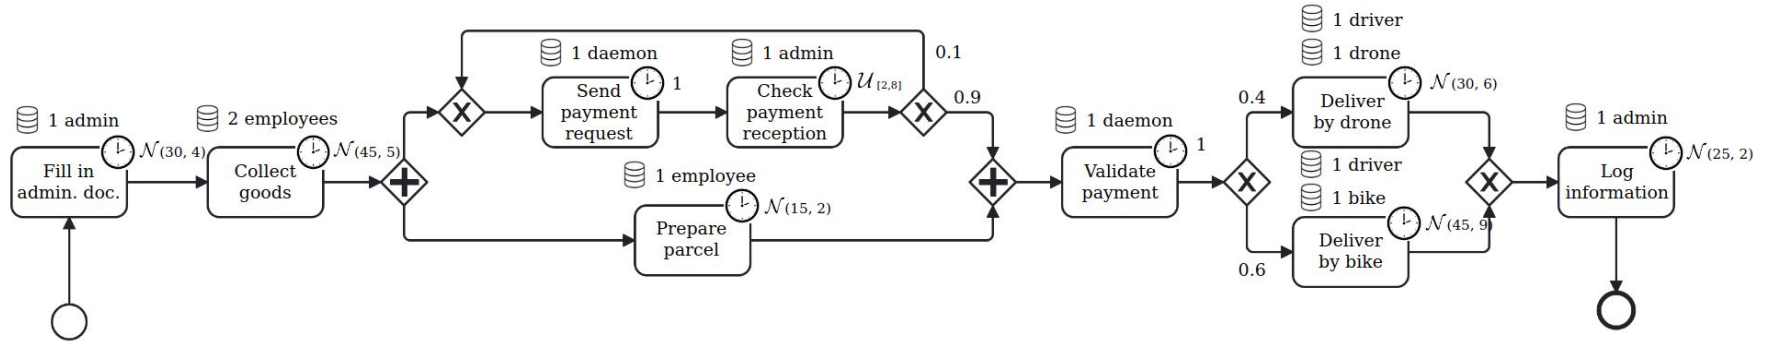 1 admin
N(30, 4)
Fill in
admin. doc.
2 employees
N(45, 5)
Collect
goods
1 daemon
1
Send
payment
request
1 admin
U[2,8]
Check
payment
reception
0.1
0.9
1 employee
N(15, 2)
Prepare
parcel
1 daemon
1
Validate
payment
0.4
0.6
1 driver
1 drone
N(30, 6)
Deliver
by drone
1 driver
1 bike
N(45, 9)
Deliver
by bike
1 admin
N(25, 2)
Log
information